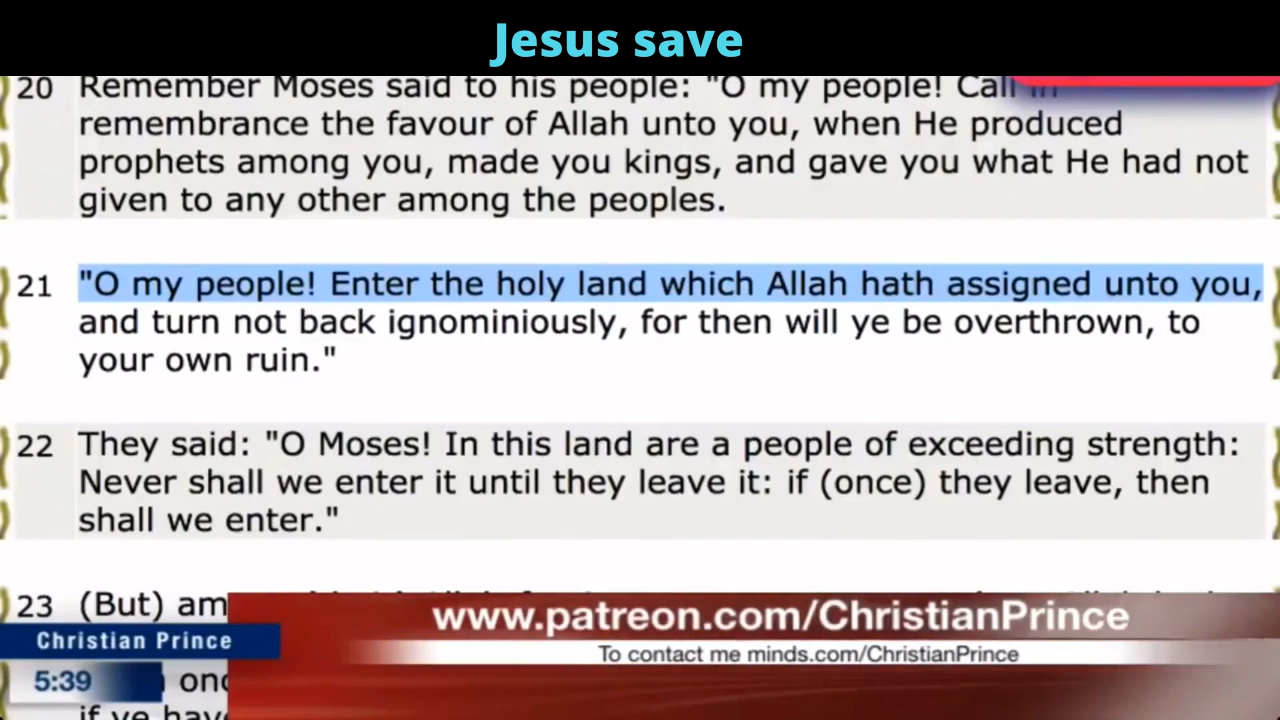 Jesus save
20 Remember Moses said to his people: "O my people! Call in
remembrance the favour of Allah unto you, when He produced
prophets among you, made you kings, and gave you what He had not
given to any other among the peoples.
21 "O my people! Enter the holy land which Allah hath assigned unto you,
and turn not back ignominiously, for then will ye be overthrown, to
your own ruin."
22 They said: "O Moses! In this land are a people of exceeding strength:
Never shall we enter it until they leave it: if (once) they leave, then
shall we enter."
23 (But)
www.patreon.com/ChristianPrince
Christian Prince
To contact me minds.com/ChristianPrince
5:39
if ye